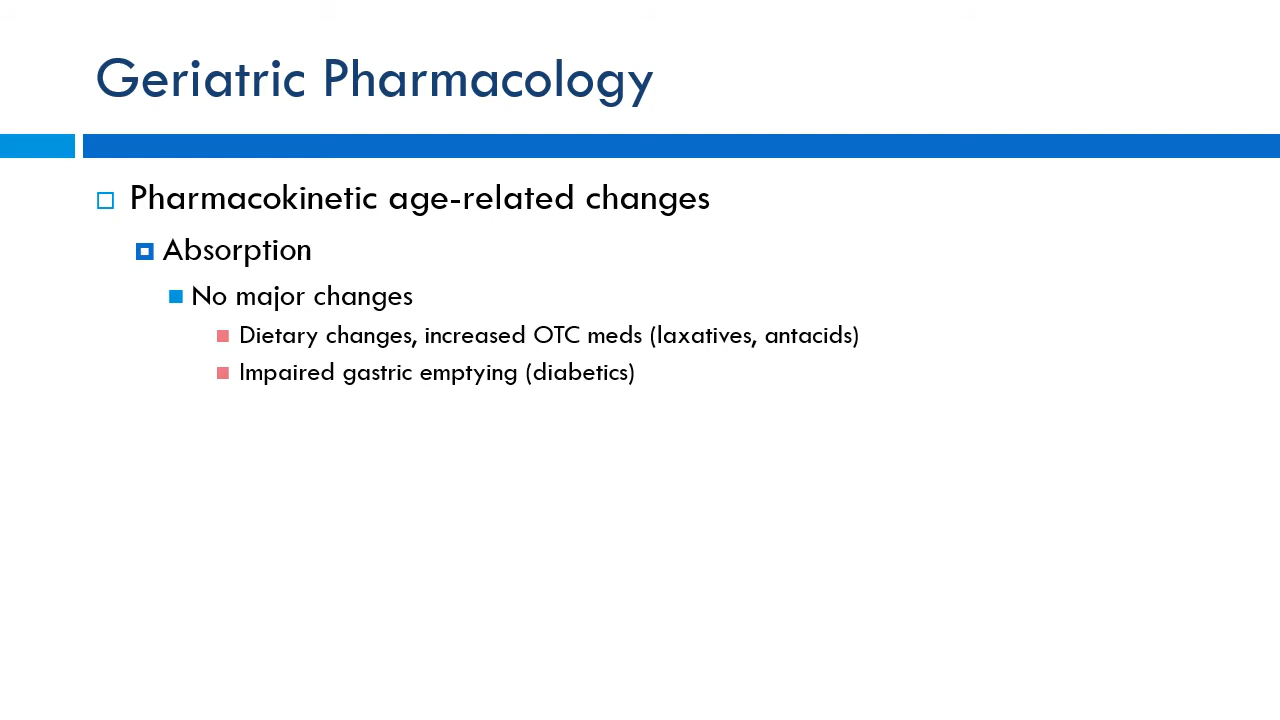 Geriatric Pharmacology
Pharmacokinetic age-related changes
Absorption
No major changes
Dietary changes, increased OTC meds (laxatives, antacids)
Impaired gastric emptying (diabetics)